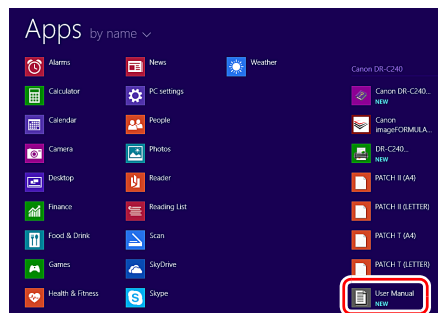 Apps by name
Alarms
Calculator
Calendar
Camera
Desktop
Finance
Food & Drink
Games
Health & Fitness
News
PC settings
People
Photos
Reader
Reading List
Scan
SkyDrive
Skype
Weather
Canon DR-C240
Canon DR-C240...
NEW
Canon
imageFORMULA...
DR-C240...
NEW
PATCH II (A4)
PATCH II (LETTER)
PATCH T (A4)
PATCH T (LETTER)
User Manual
NEW